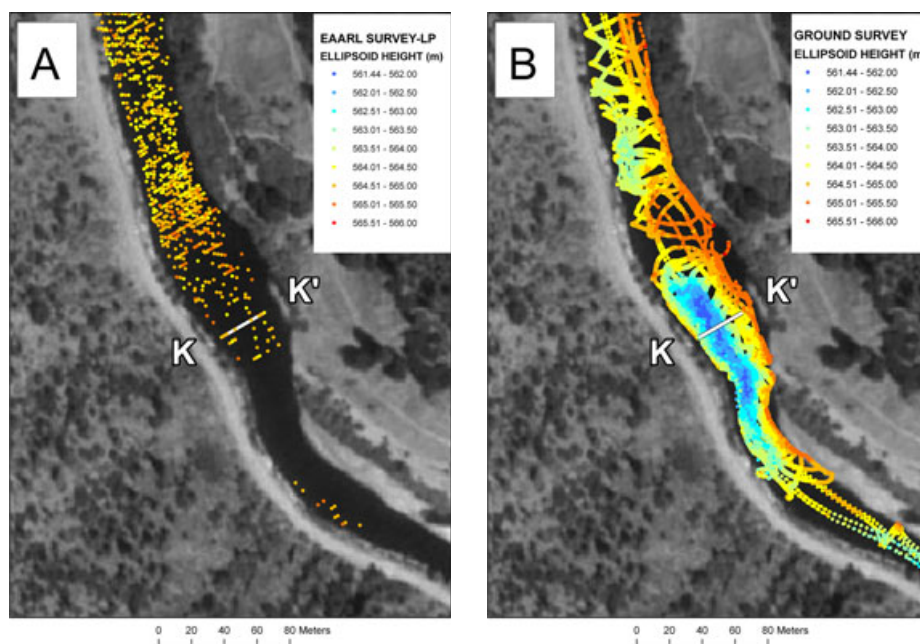 A
EAARL SURVEY-LP
ELLIPSOID HEIGHT (m)
561.44 - 562.00
562.01 - 562.50
562.51 - 563.00
563.01 - 563.50
563.51 - 564.00
564.01 - 564.50
564.51 - 565.00
565.01 - 565.50
565.51 - 566.00
K'
K
0 20 40 60 80 Meters
B
GROUND SURVEY
ELLIPSOID HEIGHT (m
561.44 - 562.00
562.01 - 562.50
562.51 - 563.00
563.01 - 563.50
563.51 - 564.00
564.01 - 564.50
564.51 - 565.00
565.01 - 565.50
565.51 - 566.00
K'
K
0 20 40 60 80 Meters